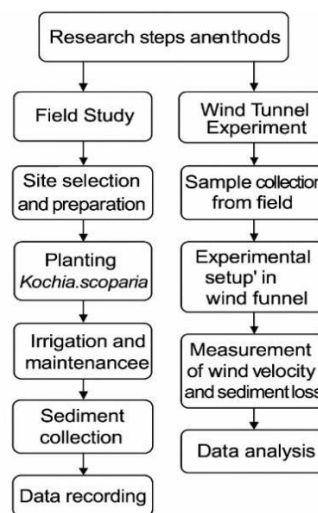 Research steps anenthods
Field Study
Site selection
and preparation
Planting
Kochia.scoparia
Irrigation and
maintenancee
Sediment
collection
Data recording
Wind Tunnel
Experiment
Sample collection
from field
Experimental
setup' in
wind funnel
Measurement
of wind velocity
and sediment loss
Data analysis